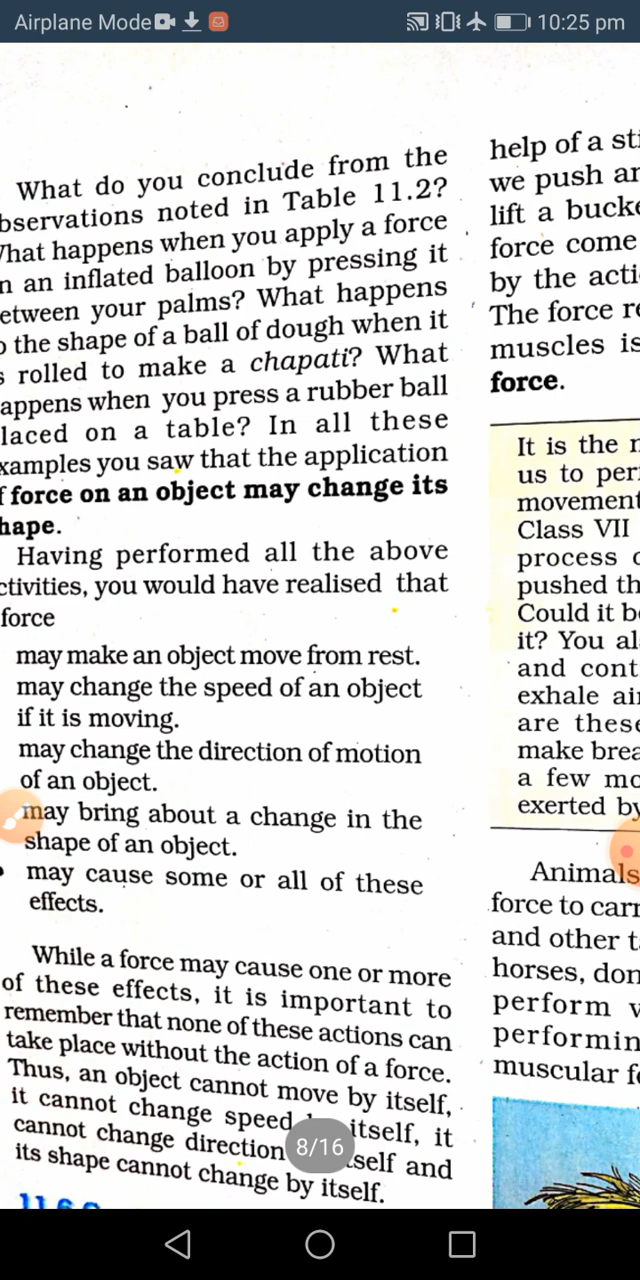 Airplane Mode 10:25 pm
What do you conclude from the
bservations noted in Table 11.2?
hat happens when you apply a force
n an inflated balloon by pressing it
etween your palms? What happens
o the shape of a ball of dough when it
s rolled to make a chapati? What
appens when you press a rubber ball
laced on a table? In all these
xamples you saw that the application
f force on an object may change its
hape.
Having performed all the above
ctivities, you would have realised that
force
may make an object move from rest.
may change the speed of an object
if it is moving.
may change the direction of motion
of an object.
may bring about a change in the
shape of an object.
• may cause some or all of these
effects.
While a force may cause one or more
of these effects, it is important to
remember that none of these actions can
take place without the action of a force.
Thus, an object cannot move by itself,
it cannot change speed itself, it
cannot change direction tself and
its shape cannot change by itself.
8/16
help of a sti
we push an
lift a bucke
force come
by the acti
The force re
muscles is
force.
It is the m
us to per
movement
Class VII
process o
pushed th
Could it b
it? You al
and cont
exhale air
are these
make brea
a few mo
exerted by
Animals
force to carr
and other t
horses, don
perform v
performin
muscular fo